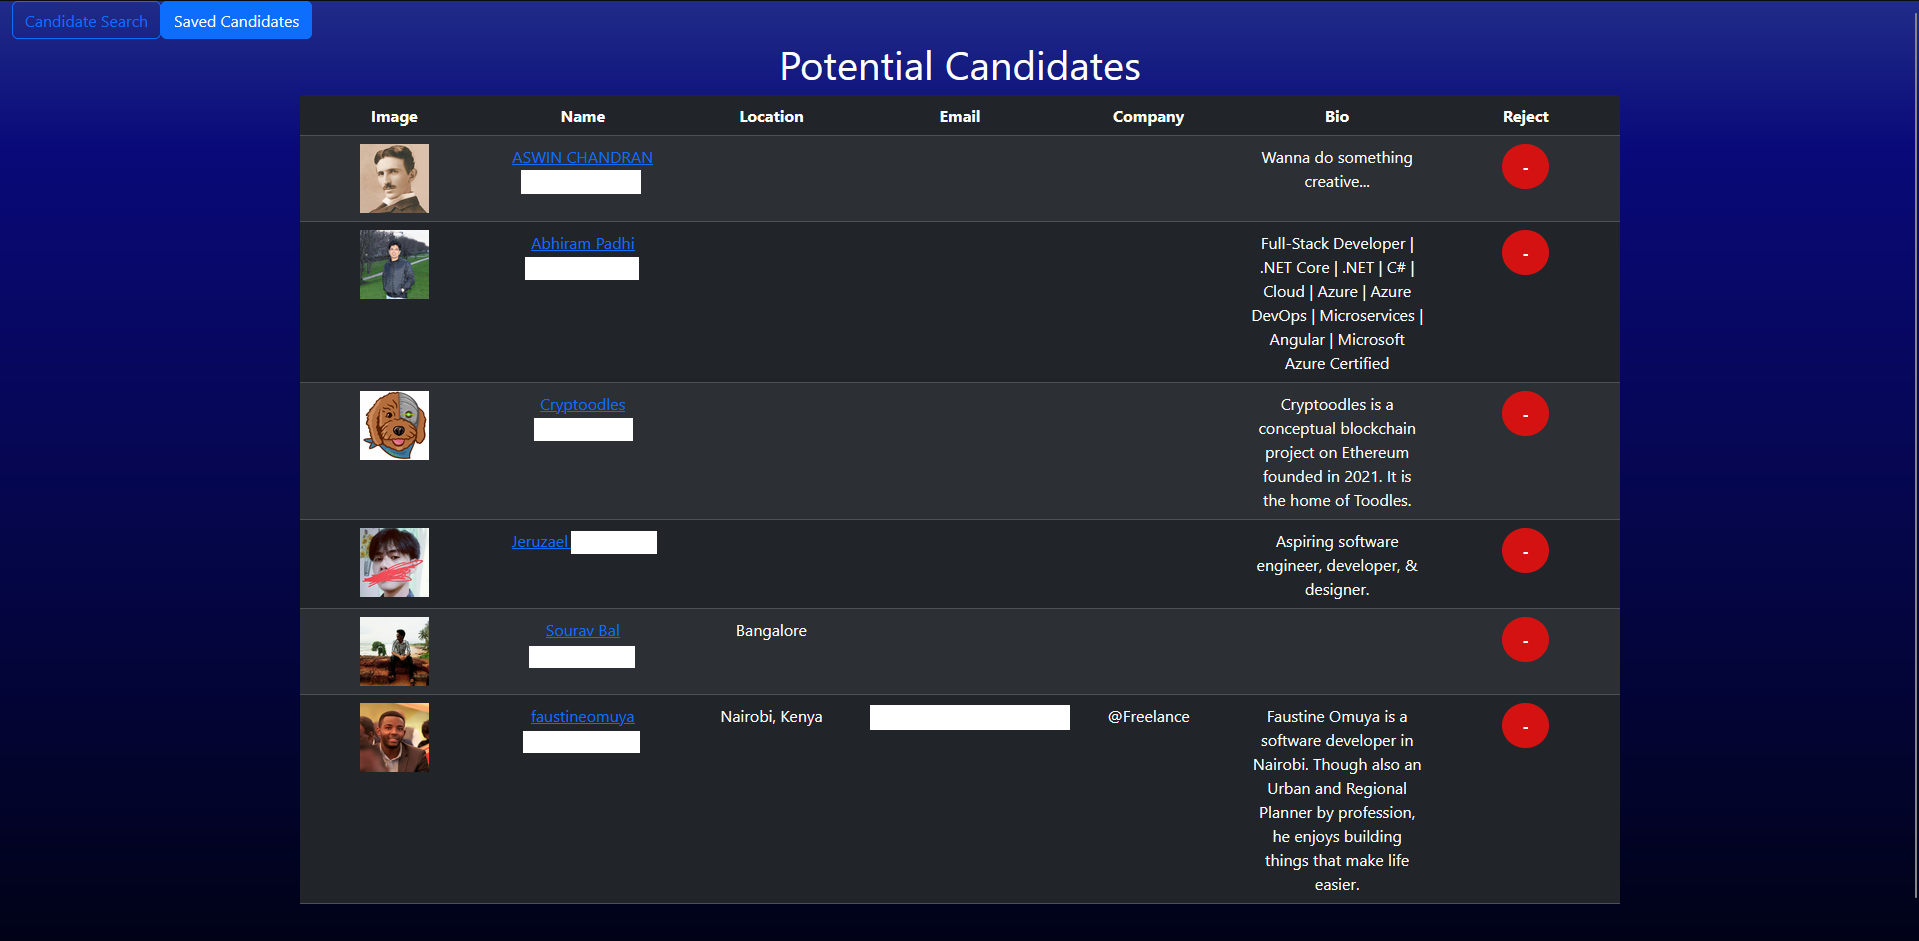 Candidate Search Saved Candidates
Potential Candidates
Image Name Location Email Company Bio Reject
ASWIN CHANDRAN
Wanna do something
creative...
-
Abhiram Padhi
Full-Stack Developer |
.NET Core | .NET | C# |
Cloud | Azure | Azure
DevOps | Microservices |
Angular | Microsoft
Azure Certified
-
Cryptoodles
Cryptoodles is a
conceptual blockchain
project on Ethereum
founded in 2021. It is
the home of Toodles.
-
Jeruzael
Aspiring software
engineer, developer, &
designer.
-
Sourav Bal
Bangalore
-
faustineomuya
Nairobi, Kenya
@Freelance
Faustine Omuya is a
software developer in
Nairobi. Though also an
Urban and Regional
Planner by profession,
he enjoys building
things that make life
easier.
-